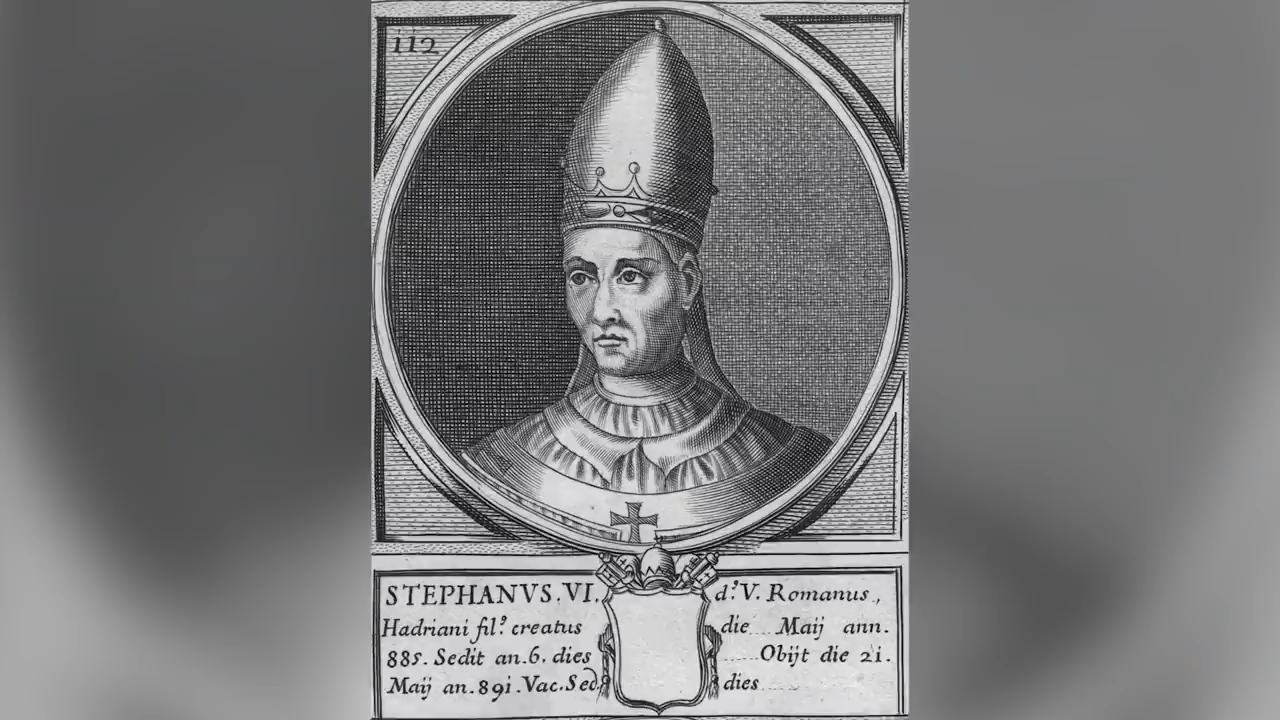 112
STEPHANVS.VI. d.ͽ V. Romanus,
Hadriani fil.ͽ creatus die .... Maij ann.
885. Sedit an.6. dies ...... Obijt die 21.
Maij an.891.Vac.Sed. dies ......